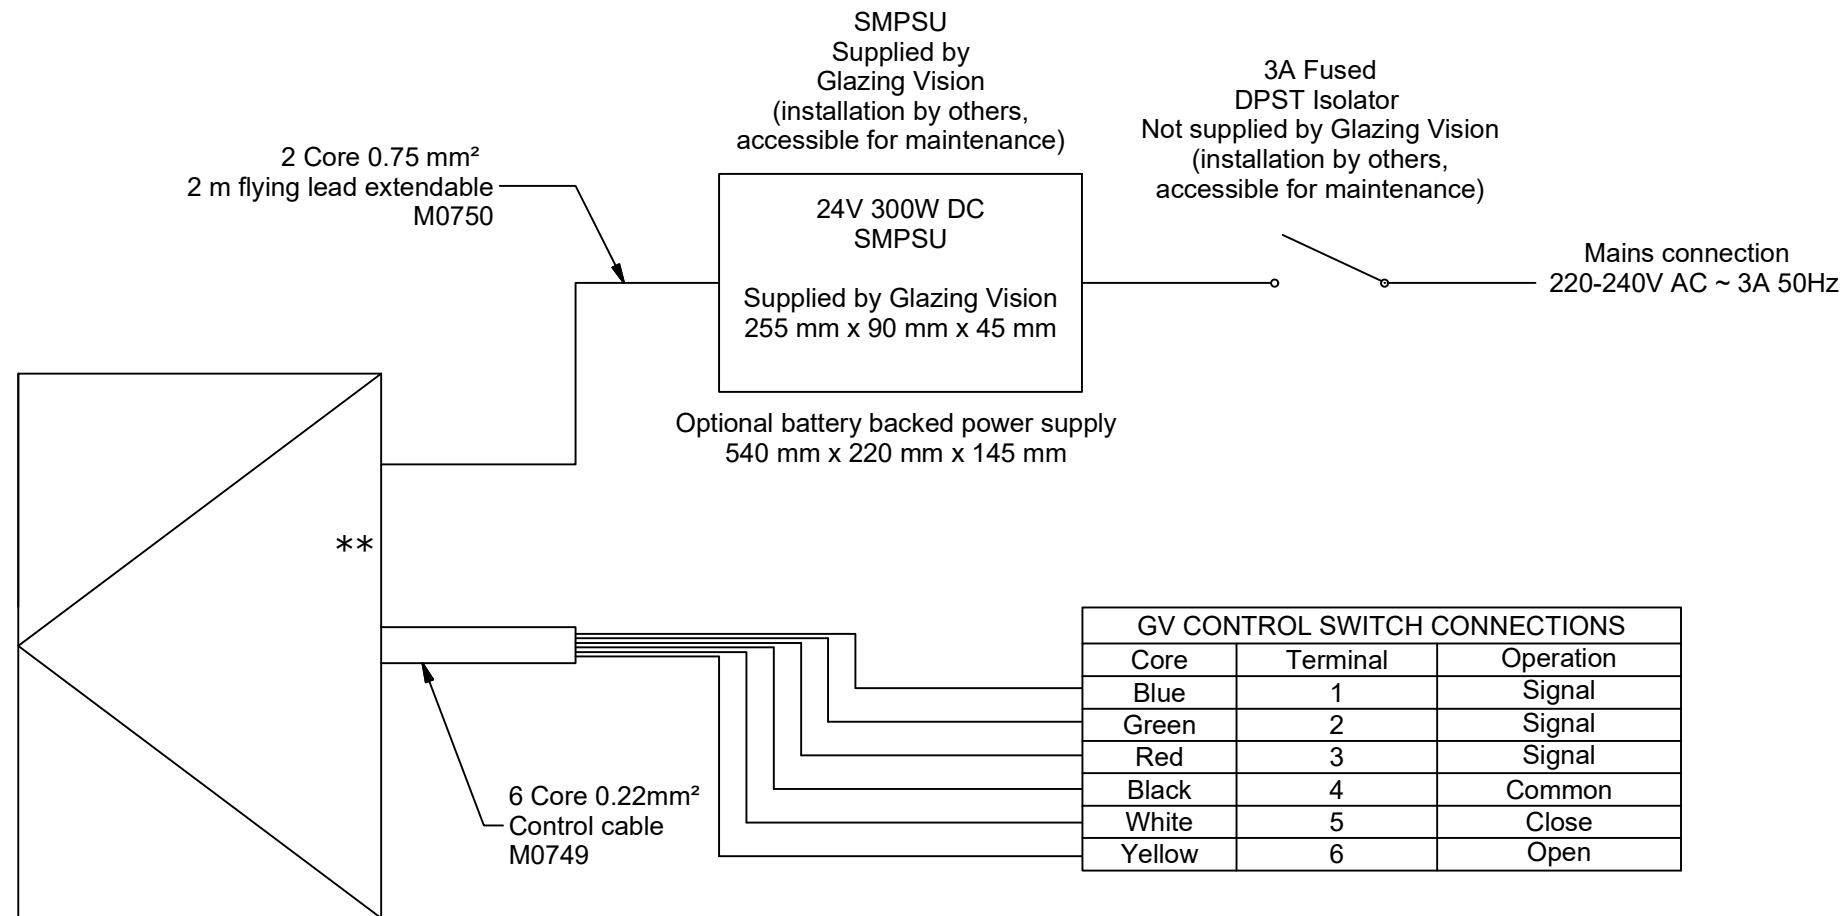 SMPSU
Supplied by
Glazing Vision
(installation by others,
accessible for maintenance)
3A Fused
DPST Isolator
Not supplied by Glazing Vision
(installation by others,
accessible for maintenance)
2 Core 0.75 mm²
2 m flying lead extendable
M0750
24V 300W DC
SMPSU
Supplied by Glazing Vision
255 mm x 90 mm x 45 mm
Mains connection
220-240V AC ~ 3A 50Hz
Optional battery backed power supply
540 mm x 220 mm x 145 mm
**
GV CONTROL SWITCH CONNECTIONS
Core Terminal Operation
Blue 1 Signal
Green 2 Signal
Red 3 Signal
Black 4 Common
White 5 Close
Yellow 6 Open
6 Core 0.22mm²
Control cable
M0749